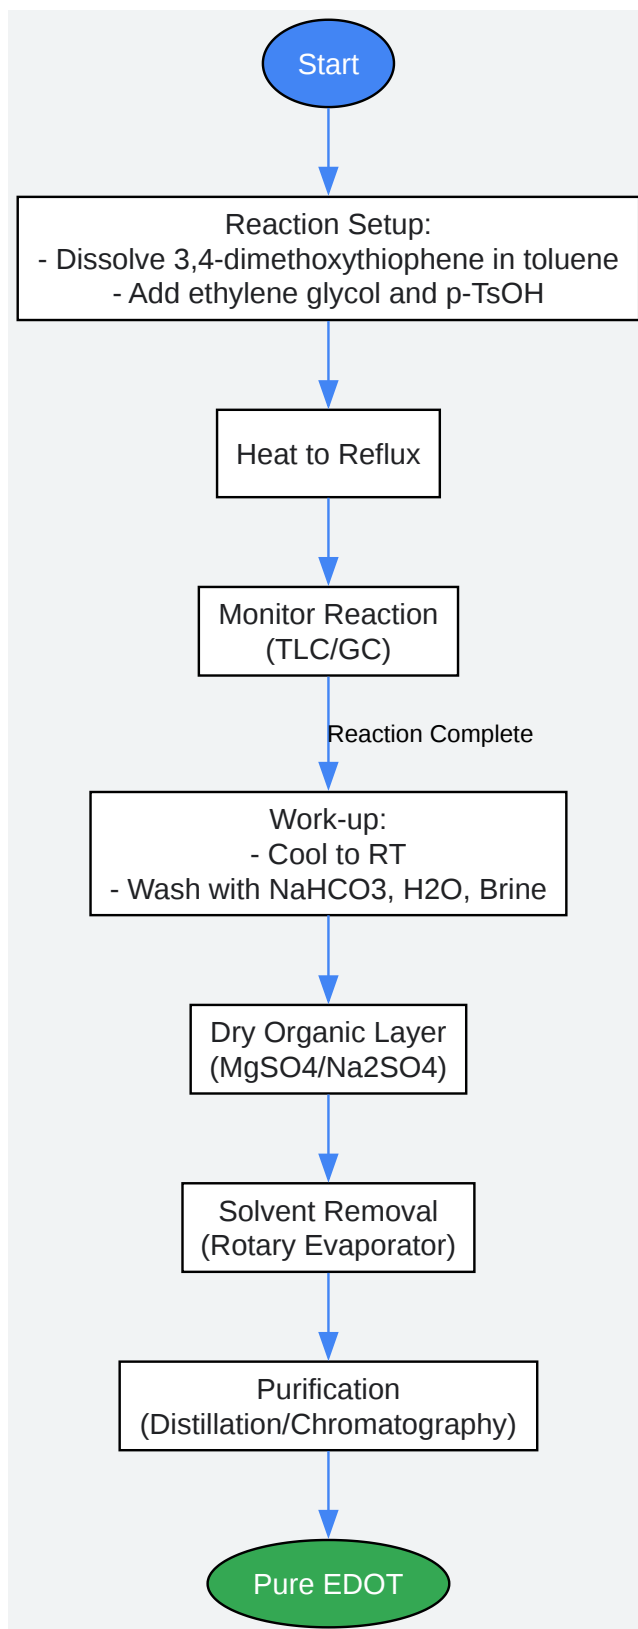 Start
Reaction Setup:
- Dissolve 3,4-dimethoxythiophene in toluene
- Add ethylene glycol and p-TsOH
Heat to Reflux
Monitor Reaction
(TLC/GC)
Reaction Complete
Work-up:
- Cool to RT
- Wash with NaHCO3, H2O, Brine
Dry Organic Layer
(MgSO4/Na2SO4)
Solvent Removal
(Rotary Evaporator)
Purification
(Distillation/Chromatography)
Pure EDOT